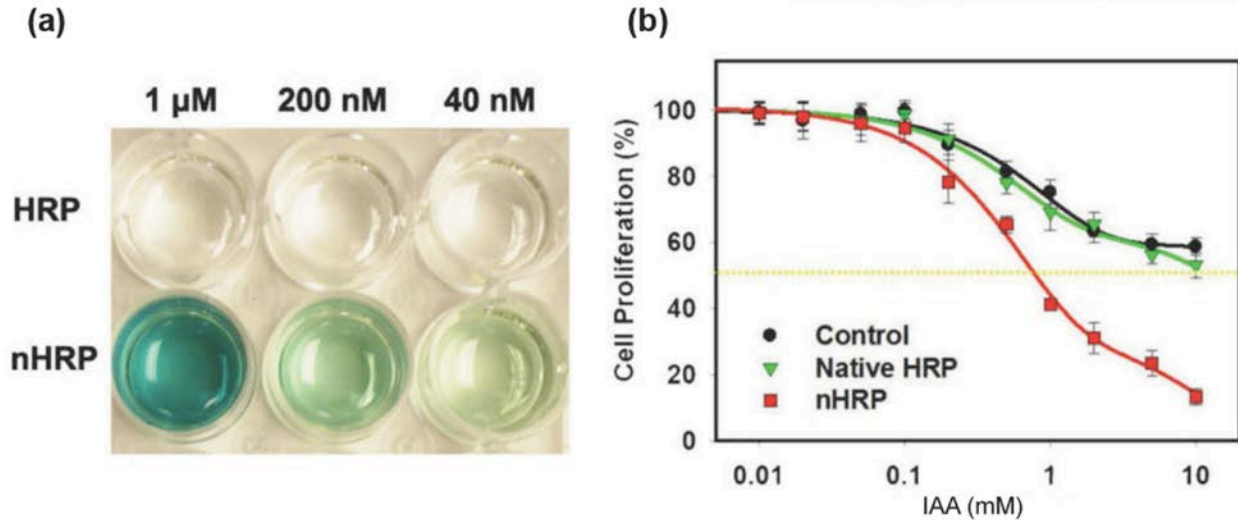 (a)
1 µM 200 nM 40 nM
HRP
nHRP
(b)
Cell Proliferation (%)
100
80
60
40
20
0
Control
Native HRP
nHRP
0.01 0.1 1 10
IAA (mM)